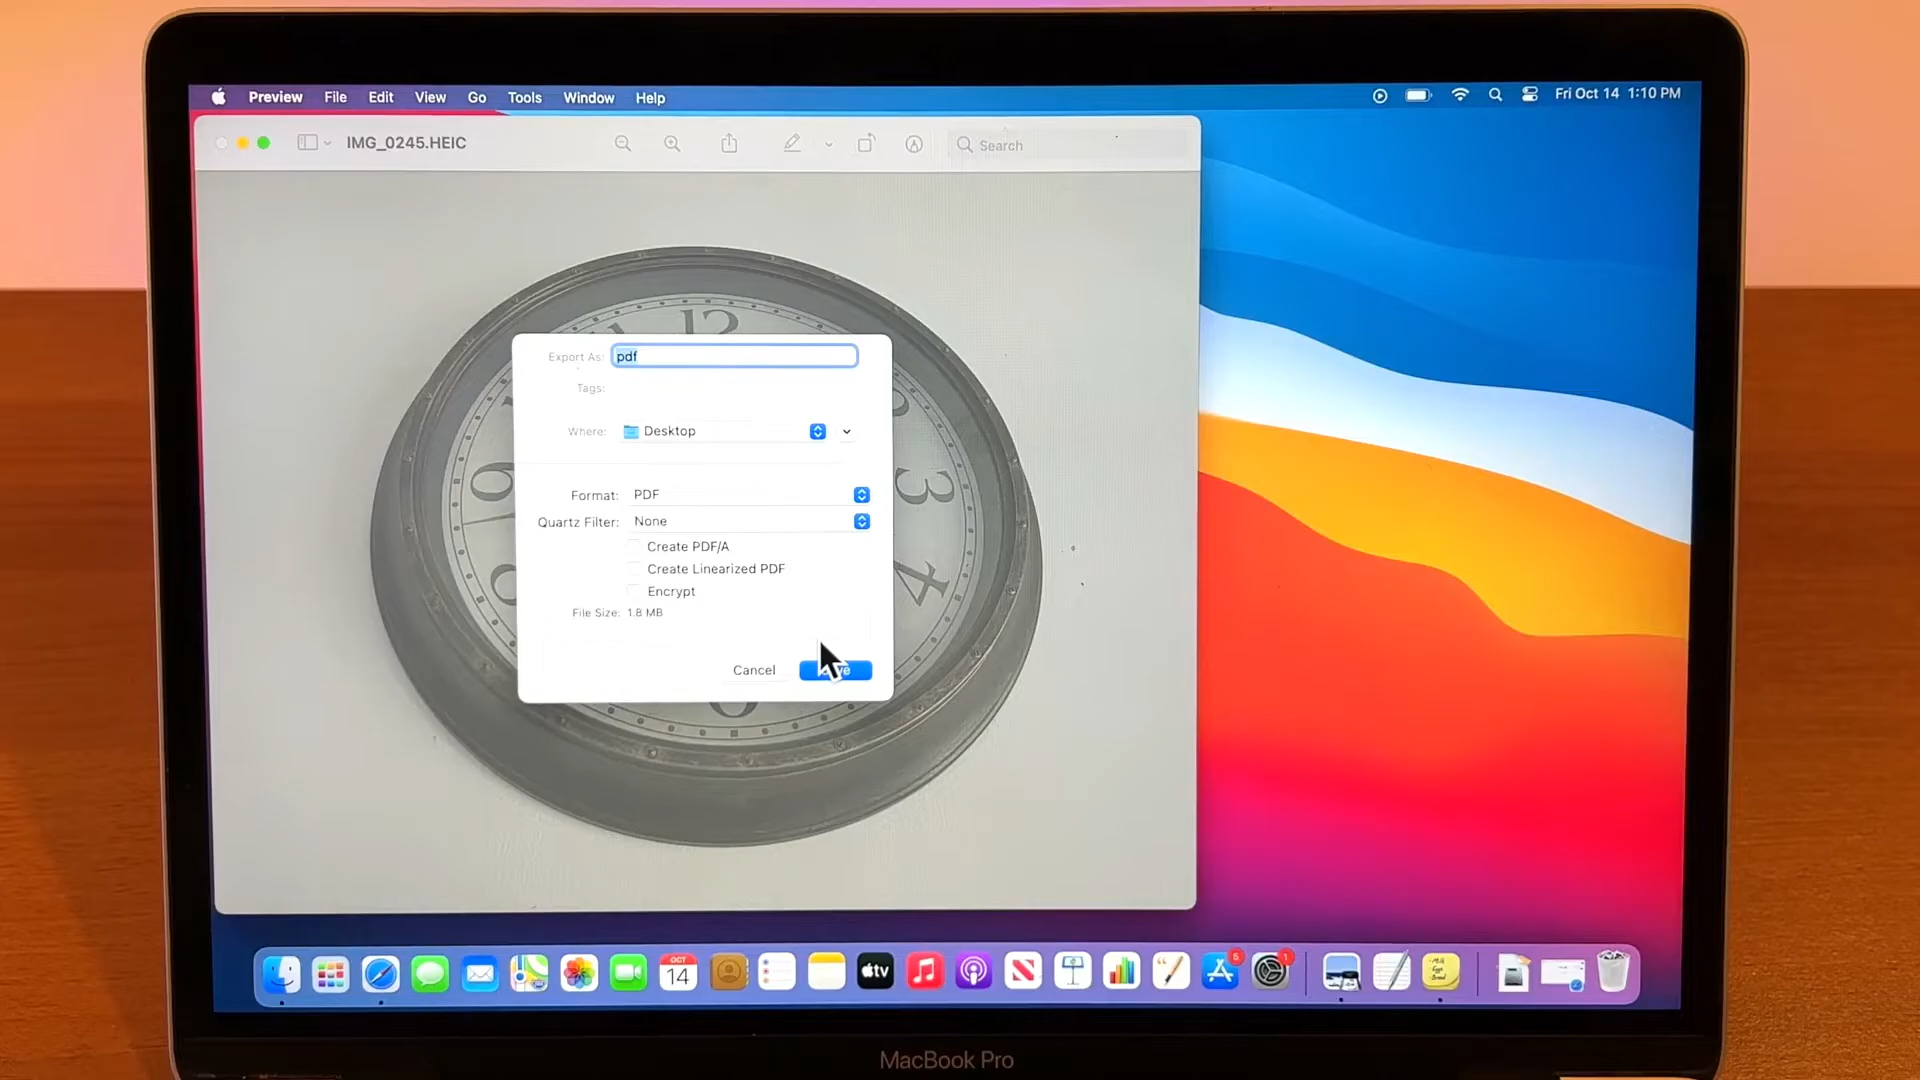 Preview File Edit View Go Tools Window Help
Fri Oct 14 1:10 PM
IMG_0245.HEIC
Search
12
Export As: pdf
Tags:
Where: Desktop
3
Format: PDF
Quartz Filter: None
Create PDF/A
Create Linearized PDF
4
Encrypt
File Size: 1.8 MB
Cancel
OCT
14
tv
5
1
MacBook Pro